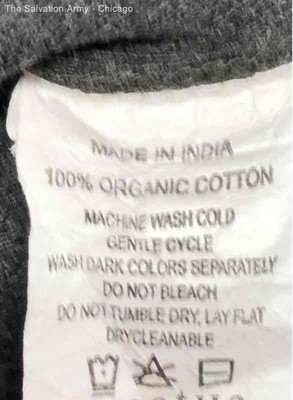 The Salvation Army - Chicago
MADE IN INDIA
100% ORGANIC COTTON
MACHINE WASH COLD
GENTLE CYCLE
WASH DARK COLORS SEPARATELY
DO NOT BLEACH
DO NOT TUMBLE DRY, LAY FLAT
DRYCLEANABLE